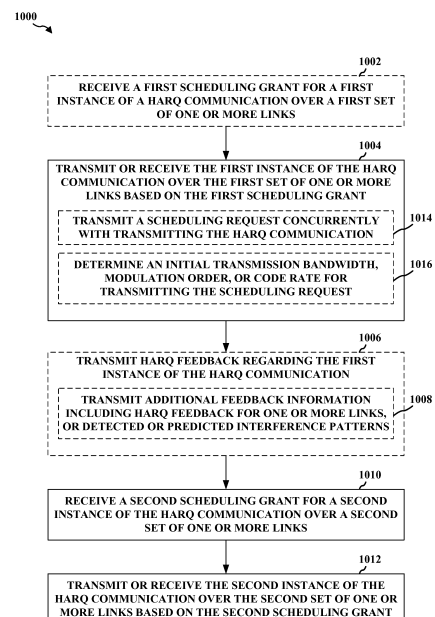 1000
1002
RECEIVE A FIRST SCHEDULING GRANT FOR A FIRST
INSTANCE OF A HARQ COMMUNICATION OVER A FIRST SET
OF ONE OR MORE LINKS
1004
TRANSMIT OR RECEIVE THE FIRST INSTANCE OF THE HARQ
COMMUNICATION OVER THE FIRST SET OF ONE OR MORE
LINKS BASED ON THE FIRST SCHEDULING GRANT
1014
TRANSMIT A SCHEDULING REQUEST CONCURRENTLY
WITH TRANSMITTING THE HARQ COMMUNICATION
1016
DETERMINE AN INITIAL TRANSMISSION BANDWIDTH,
MODULATION ORDER, OR CODE RATE FOR
TRANSMITTING THE SCHEDULING REQUEST
1006
TRANSMIT HARQ FEEDBACK REGARDING THE FIRST
INSTANCE OF THE HARQ COMMUNICATION
TRANSMIT ADDITIONAL FEEDBACK INFORMATION
INCLUDING HARQ FEEDBACK FOR ONE OR MORE LINKS,
OR DETECTED OR PREDICTED INTERFERENCE PATTERNS
1008
1010
RECEIVE A SECOND SCHEDULING GRANT FOR A SECOND
INSTANCE OF THE HARQ COMMUNICATION OVER A SECOND
SET OF ONE OR MORE LINKS
1012
TRANSMIT OR RECEIVE THE SECOND INSTANCE OF THE
HARQ COMMUNICATION OVER THE SECOND SET OF ONE OR
MORE LINKS BASED ON THE SECOND SCHEDULING GRANT